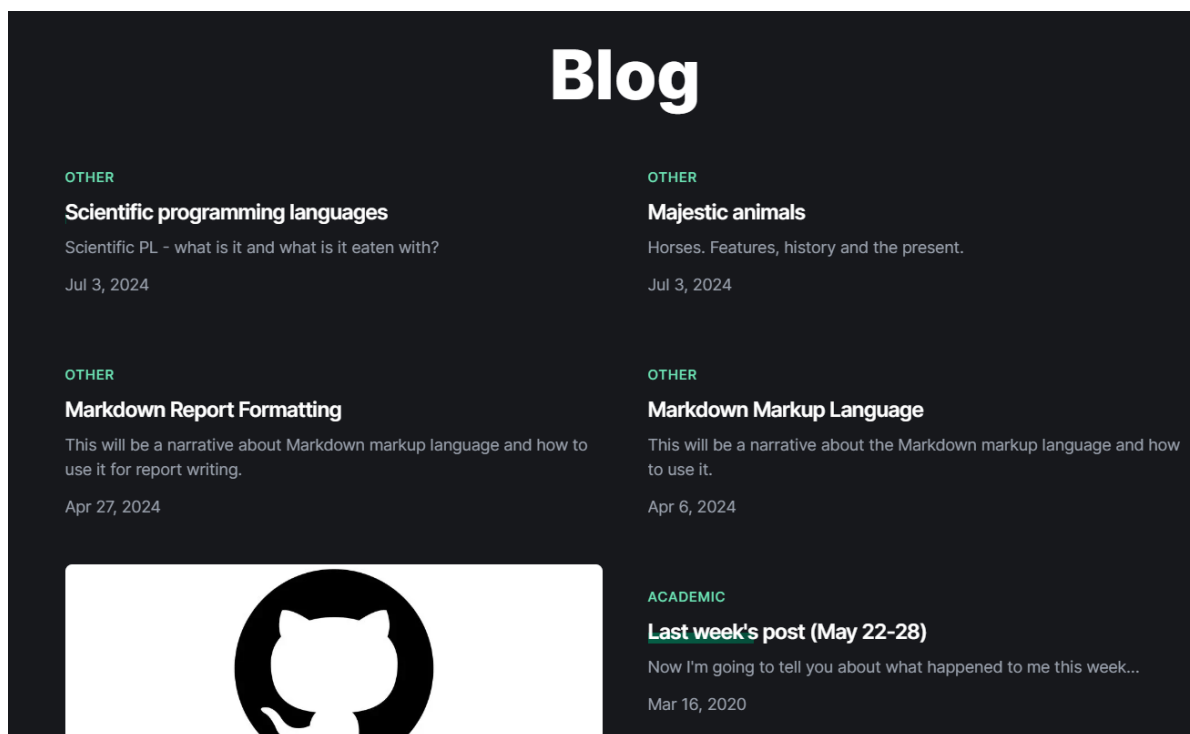 Blog
OTHER
Scientific programming languages
Scientific PL - what is it and what is it eaten with?
Jul 3, 2024
OTHER
Majestic animals
Horses. Features, history and the present.
Jul 3, 2024
OTHER
Markdown Report Formatting
This will be a narrative about Markdown markup language and how to
use it for report writing.
Apr 27, 2024
OTHER
Markdown Markup Language
This will be a narrative about the Markdown markup language and how
to use it.
Apr 6, 2024
ACADEMIC
Last week's post (May 22-28)
Now I'm going to tell you about what happened to me this week...
Mar 16, 2020